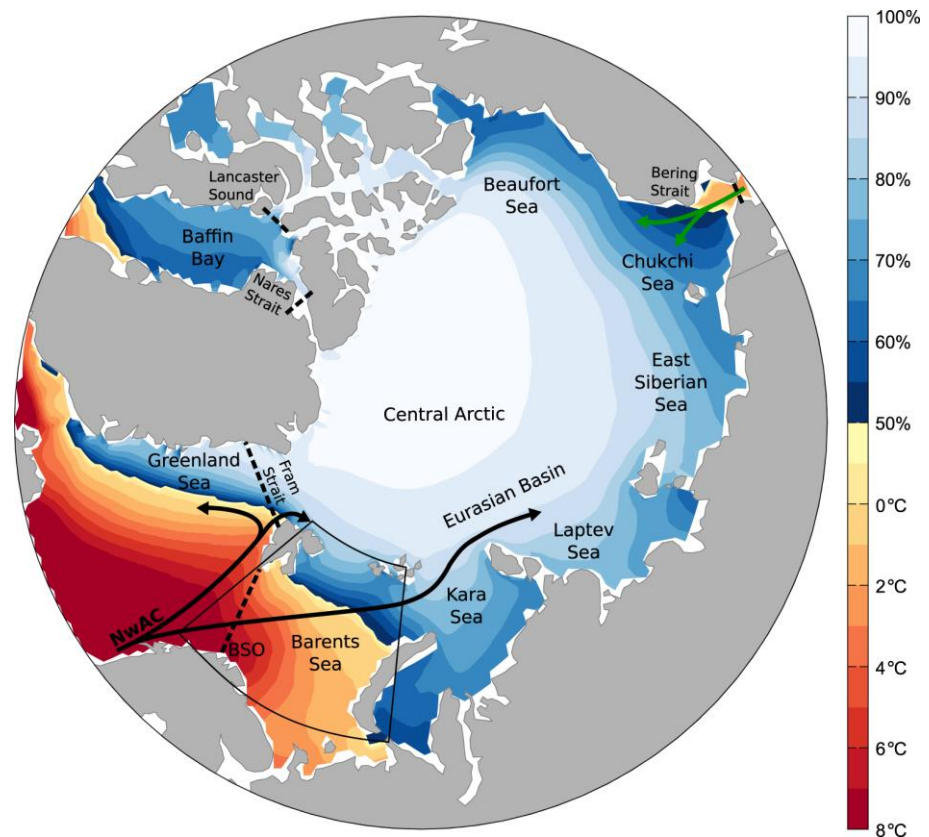 Lancaster
Sound
Baffin
Bay
Nares
Strait
Beaufort
Sea
Bering
Strait
Chukchi
Sea
East
Siberian
Sea
Central Arctic
Greenland
Sea
Fram
Strait
Eurasian Basin
Laptev
Sea
Kara
Sea
NwAC
BSO
Barents
Sea
100%
90%
80%
70%
60%
50%
0°C
2°C
4°C
6°C
8°C